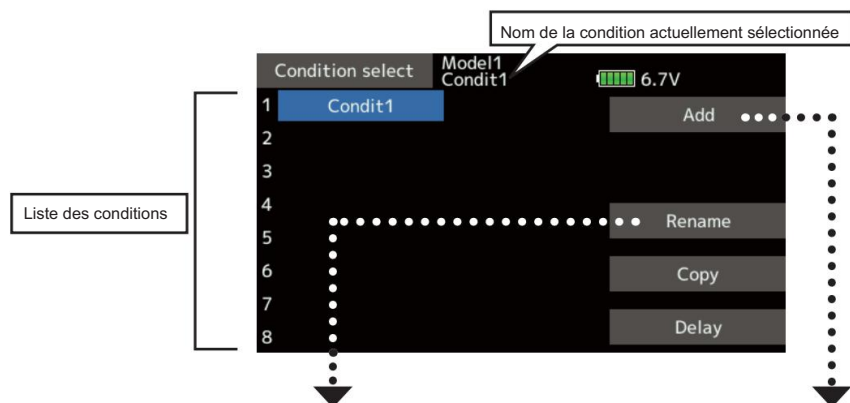 Nom de la condition actuellement sélectionnée
Condition select
Model1
Condit1
6.7V
1 Condit1
Add
2
3
Liste des conditions
4
Rename
5
6
Copy
7
Delay
8